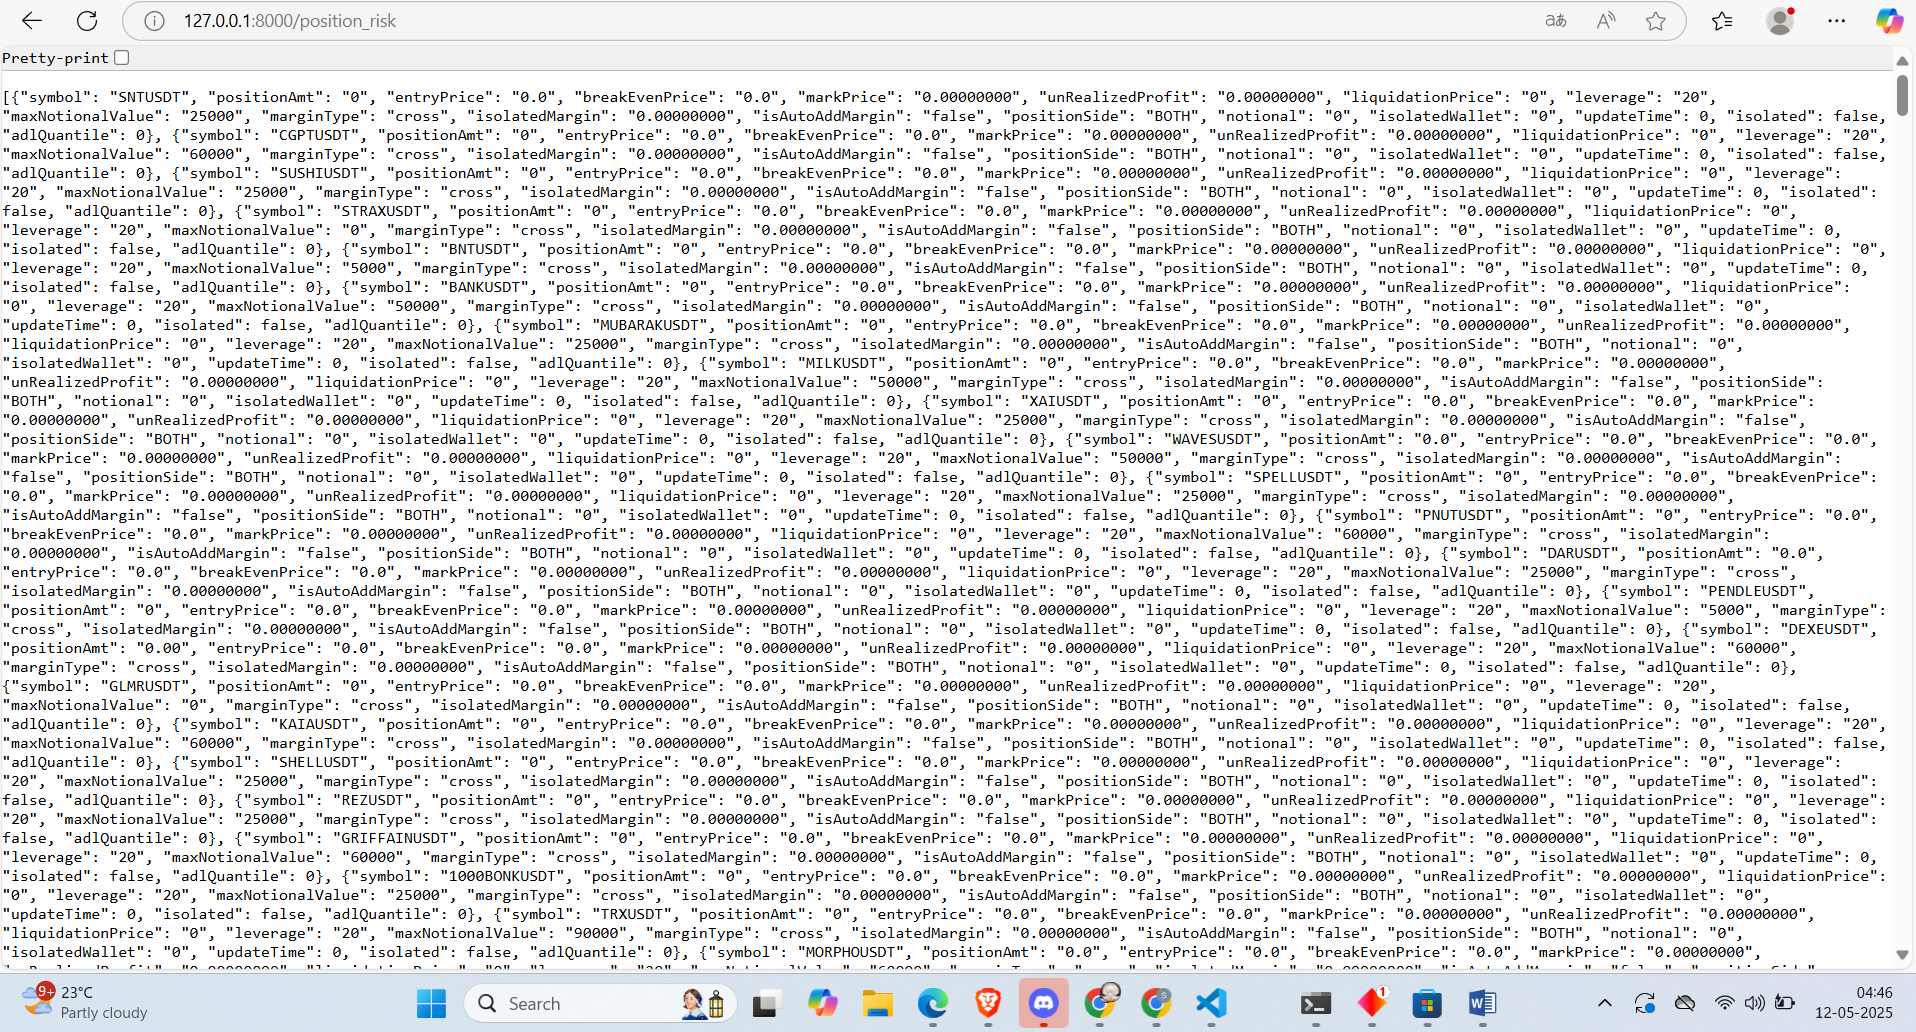 127.0.0.1:8000/position_risk
Pretty-print
[{"symbol": "SNTUSDT", "positionAmt": "0", "entryPrice": "0.0", "breakEvenPrice": "0.0", "markPrice": "0.00000000", "unRealizedProfit": "0.00000000", "liquidationPrice": "0", "leverage": "20",
"maxNotionalValue": "25000", "marginType": "cross", "isolatedMargin": "0.00000000", "isAutoAddMargin": "false", "positionSide": "BOTH", "notional": "0", "isolatedWallet": "0", "updateTime": 0, "isolated": false,
"adlQuantile": 0}, {"symbol": "CGPTUSDT", "positionAmt": "0", "entryPrice": "0.0", "breakEvenPrice": "0.0", "markPrice": "0.00000000", "unRealizedProfit": "0.00000000", "liquidationPrice": "0", "leverage": "20",
"maxNotionalValue": "60000", "marginType": "cross", "isolatedMargin": "0.00000000", "isAutoAddMargin": "false", "positionSide": "BOTH", "notional": "0", "isolatedWallet": "0", "updateTime": 0, "isolated": false,
"adlQuantile": 0}, {"symbol": "SUSHIUSDT", "positionAmt": "0", "entryPrice": "0.0", "breakEvenPrice": "0.0", "markPrice": "0.00000000", "unRealizedProfit": "0.00000000", "liquidationPrice": "0", "leverage":
"20", "maxNotionalValue": "25000", "marginType": "cross", "isolatedMargin": "0.00000000", "isAutoAddMargin": "false", "positionSide": "BOTH", "notional": "0", "isolatedWallet": "0", "updateTime": 0, "isolated":
false, "adlQuantile": 0}, {"symbol": "STRAXUSDT", "positionAmt": "0", "entryPrice": "0.0", "breakEvenPrice": "0.0", "markPrice": "0.00000000", "unRealizedProfit": "0.00000000", "liquidationPrice": "0",
"leverage": "20", "maxNotionalValue": "0", "marginType": "cross", "isolatedMargin": "0.00000000", "isAutoAddMargin": "false", "positionSide": "BOTH", "notional": "0", "isolatedWallet": "0", "updateTime": 0,
"isolated": false, "adlQuantile": 0}, {"symbol": "BNTUSDT", "positionAmt": "0", "entryPrice": "0.0", "breakEvenPrice": "0.0", "markPrice": "0.00000000", "unRealizedProfit": "0.00000000", "liquidationPrice": "0",
"leverage": "20", "maxNotionalValue": "5000", "marginType": "cross", "isolatedMargin": "0.00000000", "isAutoAddMargin": "false", "positionSide": "BOTH", "notional": "0", "isolatedWallet": "0", "updateTime": 0,
"isolated": false, "adlQuantile": 0}, {"symbol": "BANKUSDT", "positionAmt": "0", "entryPrice": "0.0", "breakEvenPrice": "0.0", "markPrice": "0.00000000", "unRealizedProfit": "0.00000000", "liquidationPrice":
"0", "leverage": "20", "maxNotionalValue": "50000", "marginType": "cross", "isolatedMargin": "0.00000000", "isAutoAddMargin": "false", "positionSide": "BOTH", "notional": "0", "isolatedWallet": "0",
"updateTime": 0, "isolated": false, "adlQuantile": 0}, {"symbol": "MUBARAKUSDT", "positionAmt": "0", "entryPrice": "0.0", "breakEvenPrice": "0.0", "markPrice": "0.00000000", "unRealizedProfit": "0.00000000",
"liquidationPrice": "0", "leverage": "20", "maxNotionalValue": "25000", "marginType": "cross", "isolatedMargin": "0.00000000", "isAutoAddMargin": "false", "positionSide": "BOTH", "notional": "0",
"isolatedWallet": "0", "updateTime": 0, "isolated": false, "adlQuantile": 0}, {"symbol": "MILKUSDT", "positionAmt": "0", "entryPrice": "0.0", "breakEvenPrice": "0.0", "markPrice": "0.00000000",
"unRealizedProfit": "0.00000000", "liquidationPrice": "0", "leverage": "20", "maxNotionalValue": "50000", "marginType": "cross", "isolatedMargin": "0.00000000", "isAutoAddMargin": "false", "positionSide":
"BOTH", "notional": "0", "isolatedWallet": "0", "updateTime": 0, "isolated": false, "adlQuantile": 0}, {"symbol": "XAIUSDT", "positionAmt": "0", "entryPrice": "0.0", "breakEvenPrice": "0.0", "markPrice":
"0.00000000", "unRealizedProfit": "0.00000000", "liquidationPrice": "0", "leverage": "20", "maxNotionalValue": "25000", "marginType": "cross", "isolatedMargin": "0.00000000", "isAutoAddMargin": "false",
"positionSide": "BOTH", "notional": "0", "isolatedWallet": "0", "updateTime": 0, "isolated": false, "adlQuantile": 0}, {"symbol": "WAVESUSDT", "positionAmt": "0.0", "entryPrice": "0.0", "breakEvenPrice": "0.0",
"markPrice": "0.00000000", "unRealizedProfit": "0.00000000", "liquidationPrice": "0", "leverage": "20", "maxNotionalValue": "50000", "marginType": "cross", "isolatedMargin": "0.00000000", "isAutoAddMargin":
"false", "positionSide": "BOTH", "notional": "0", "isolatedWallet": "0", "updateTime": 0, "isolated": false, "adlQuantile": 0}, {"symbol": "SPELLUSDT", "positionAmt": "0", "entryPrice": "0.0", "breakEvenPrice":
"0.0", "markPrice": "0.00000000", "unRealizedProfit": "0.00000000", "liquidationPrice": "0", "leverage": "20", "maxNotionalValue": "25000", "marginType": "cross", "isolatedMargin": "0.00000000",
"isAutoAddMargin": "false", "positionSide": "BOTH", "notional": "0", "isolatedWallet": "0", "updateTime": 0, "isolated": false, "adlQuantile": 0}, {"symbol": "PNUTUSDT", "positionAmt": "0", "entryPrice": "0.0",
"breakEvenPrice": "0.0", "markPrice": "0.00000000", "unRealizedProfit": "0.00000000", "liquidationPrice": "0", "leverage": "20", "maxNotionalValue": "60000", "marginType": "cross", "isolatedMargin":
"0.00000000", "isAutoAddMargin": "false", "positionSide": "BOTH", "notional": "0", "isolatedWallet": "0", "updateTime": 0, "isolated": false, "adlQuantile": 0}, {"symbol": "DARUSDT", "positionAmt": "0.0",
"entryPrice": "0.0", "breakEvenPrice": "0.0", "markPrice": "0.00000000", "unRealizedProfit": "0.00000000", "liquidationPrice": "0", "leverage": "20", "maxNotionalValue": "25000", "marginType": "cross",
"isolatedMargin": "0.00000000", "isAutoAddMargin": "false", "positionSide": "BOTH", "notional": "0", "isolatedWallet": "0", "updateTime": 0, "isolated": false, "adlQuantile": 0}, {"symbol": "PENDLEUSDT",
"positionAmt": "0", "entryPrice": "0.0", "breakEvenPrice": "0.0", "markPrice": "0.00000000", "unRealizedProfit": "0.00000000", "liquidationPrice": "0", "leverage": "20", "maxNotionalValue": "5000", "marginType":
"cross", "isolatedMargin": "0.00000000", "isAutoAddMargin": "false", "positionSide": "BOTH", "notional": "0", "isolatedWallet": "0", "updateTime": 0, "isolated": false, "adlQuantile": 0}, {"symbol": "DEXEUSDT",
"positionAmt": "0.00", "entryPrice": "0.0", "breakEvenPrice": "0.0", "markPrice": "0.00000000", "unRealizedProfit": "0.00000000", "liquidationPrice": "0", "leverage": "20", "maxNotionalValue": "60000",
"marginType": "cross", "isolatedMargin": "0.00000000", "isAutoAddMargin": "false", "positionSide": "BOTH", "notional": "0", "isolatedWallet": "0", "updateTime": 0, "isolated": false, "adlQuantile": 0},
{"symbol": "GLMRUSDT", "positionAmt": "0", "entryPrice": "0.0", "breakEvenPrice": "0.0", "markPrice": "0.00000000", "unRealizedProfit": "0.00000000", "liquidationPrice": "0", "leverage": "20",
"maxNotionalValue": "0", "marginType": "cross", "isolatedMargin": "0.00000000", "isAutoAddMargin": "false", "positionSide": "BOTH", "notional": "0", "isolatedWallet": "0", "updateTime": 0, "isolated": false,
"adlQuantile": 0}, {"symbol": "KAIAUSDT", "positionAmt": "0", "entryPrice": "0.0", "breakEvenPrice": "0.0", "markPrice": "0.00000000", "unRealizedProfit": "0.00000000", "liquidationPrice": "0", "leverage": "20",
"maxNotionalValue": "60000", "marginType": "cross", "isolatedMargin": "0.00000000", "isAutoAddMargin": "false", "positionSide": "BOTH", "notional": "0", "isolatedWallet": "0", "updateTime": 0, "isolated": false,
"adlQuantile": 0}, {"symbol": "SHELLUSDT", "positionAmt": "0", "entryPrice": "0.0", "breakEvenPrice": "0.0", "markPrice": "0.00000000", "unRealizedProfit": "0.00000000", "liquidationPrice": "0", "leverage":
"20", "maxNotionalValue": "25000", "marginType": "cross", "isolatedMargin": "0.00000000", "isAutoAddMargin": "false", "positionSide": "BOTH", "notional": "0", "isolatedWallet": "0", "updateTime": 0, "isolated":
false, "adlQuantile": 0}, {"symbol": "REZUSDT", "positionAmt": "0", "entryPrice": "0.0", "breakEvenPrice": "0.0", "markPrice": "0.00000000", "unRealizedProfit": "0.00000000", "liquidationPrice": "0", "leverage":
"20", "maxNotionalValue": "25000", "marginType": "cross", "isolatedMargin": "0.00000000", "isAutoAddMargin": "false", "positionSide": "BOTH", "notional": "0", "isolatedWallet": "0", "updateTime": 0, "isolated":
false, "adlQuantile": 0}, {"symbol": "GRIFFAINUSDT", "positionAmt": "0", "entryPrice": "0.0", "breakEvenPrice": "0.0", "markPrice": "0.00000000", "unRealizedProfit": "0.00000000", "liquidationPrice": "0",
"leverage": "20", "maxNotionalValue": "60000", "marginType": "cross", "isolatedMargin": "0.00000000", "isAutoAddMargin": "false", "positionSide": "BOTH", "notional": "0", "isolatedWallet": "0", "updateTime": 0,
"isolated": false, "adlQuantile": 0}, {"symbol": "1000BONKUSDT", "positionAmt": "0", "entryPrice": "0.0", "breakEvenPrice": "0.0", "markPrice": "0.00000000", "unRealizedProfit": "0.00000000", "liquidationPrice":
"0", "leverage": "20", "maxNotionalValue": "25000", "marginType": "cross", "isolatedMargin": "0.00000000", "isAutoAddMargin": "false", "positionSide": "BOTH", "notional": "0", "isolatedWallet": "0",
"updateTime": 0, "isolated": false, "adlQuantile": 0}, {"symbol": "TRXUSDT", "positionAmt": "0", "entryPrice": "0.0", "breakEvenPrice": "0.0", "markPrice": "0.00000000", "unRealizedProfit": "0.00000000",
"liquidationPrice": "0", "leverage": "20", "maxNotionalValue": "90000", "marginType": "cross", "isolatedMargin": "0.00000000", "isAutoAddMargin": "false", "positionSide": "BOTH", "notional": "0",
"isolatedWallet": "0", "updateTime": 0, "isolated": false, "adlQuantile": 0}, {"symbol": "MORPHOUSDT", "positionAmt": "0.0", "entryPrice": "0.0", "breakEvenPrice": "0.0", "markPrice": "0.00000000",
9+
23°C
Partly cloudy
Search
1
04:46
12-05-2025